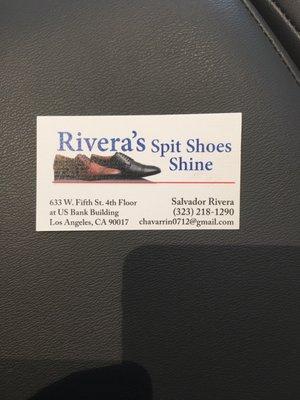 Rivera's Spit Shoes
Shine
633 W. Fifth St. 4th Floor
at US Bank Building
Los Angeles, CA 90017
Salvador Rivera
(323) 218-1290
chavarrin0712@gmail.com